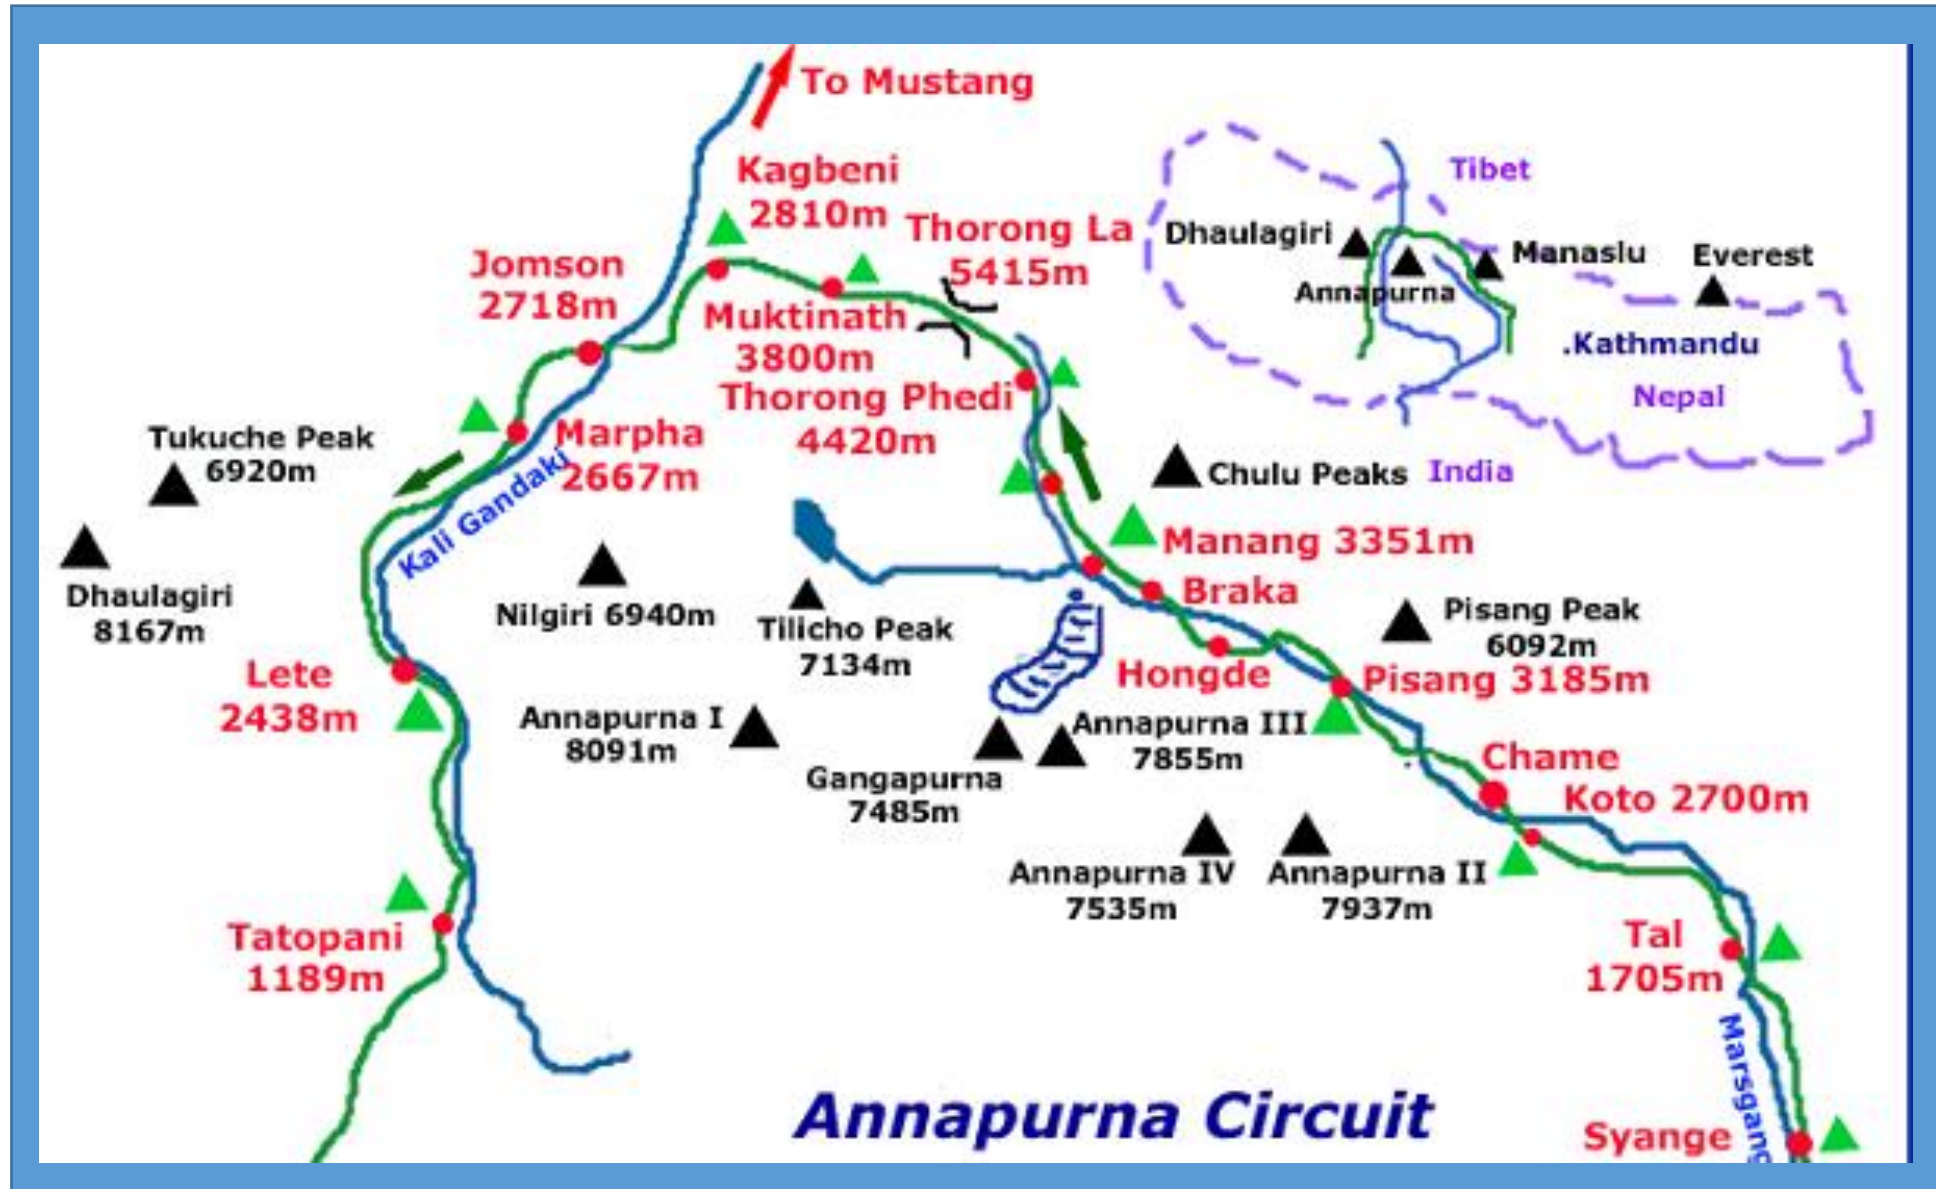 To Mustang
Kagbeni
2810m
Thorong La
5415m
Jomson
2718m
Muktinath
3800m
Thorong Phedi
4420m
Marpha
2667m
Kali Gandaki
Tukuche Peak
6920m
Dhaulagiri
8167m
Nilgiri 6940m
Tilicho Peak
7134m
Lete
2438m
Annapurna I
8091m
Gangapurna
7485m
Annapurna III
7855m
Annapurna IV
7535m
Annapurna II
7937m
Tatopani
1189m
Tibet
Dhaulagiri
Manaslu
Everest
Annapurna
.Kathmandu
Nepal
India
Chulu Peaks
Manang 3351m
Braka
Hongde
Pisang Peak
6092m
Pisang 3185m
Chame
Koto 2700m
Tal
1705m
Marsgang
Syange
Annapurna Circuit